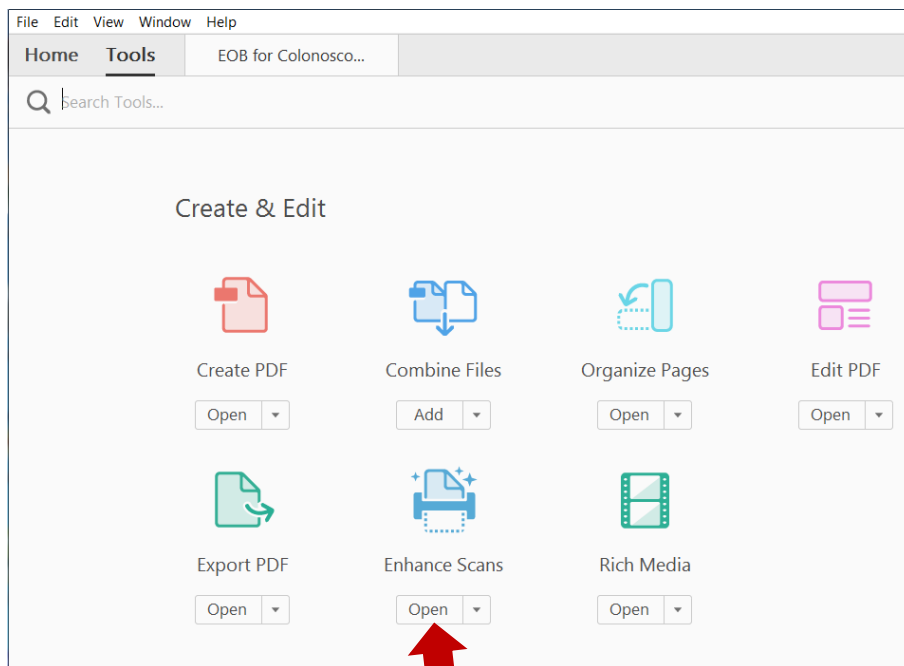 File Edit View Window Help
Home Tools EOB for Colonosco...
Search Tools...
Create & Edit
Create PDF Combine Files Organize Pages Edit PDF
Open Add Open Open
Export PDF Enhance Scans Rich Media
Open Open Open